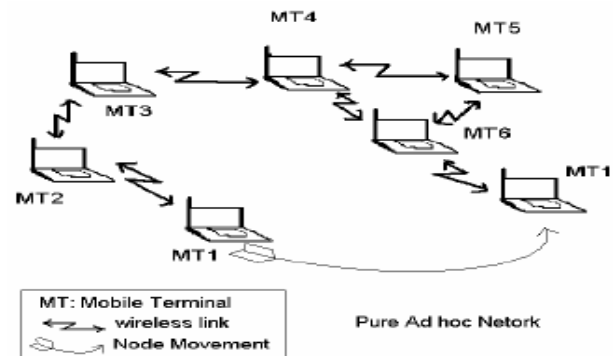 MT4
MT5
MT3
MT6
MT2
MT1
MT1
MT: Mobile Terminal
wireless link
Node Movement
Pure Ad hoc Netork